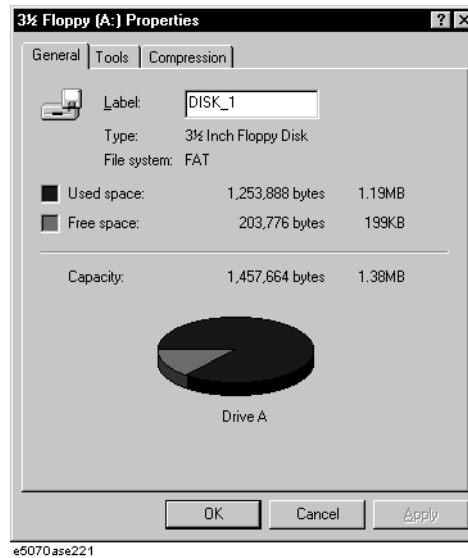 3½ Floppy (A:) Properties
General Tools Compression
Label: DISK_1
Type: 3½ Inch Floppy Disk
File system: FAT
Used space: 1,253,888 bytes 1.19MB
Free space: 203,776 bytes 199KB
Capacity: 1,457,664 bytes 1.38MB
Drive A
OK Cancel Apply
e5070ase221